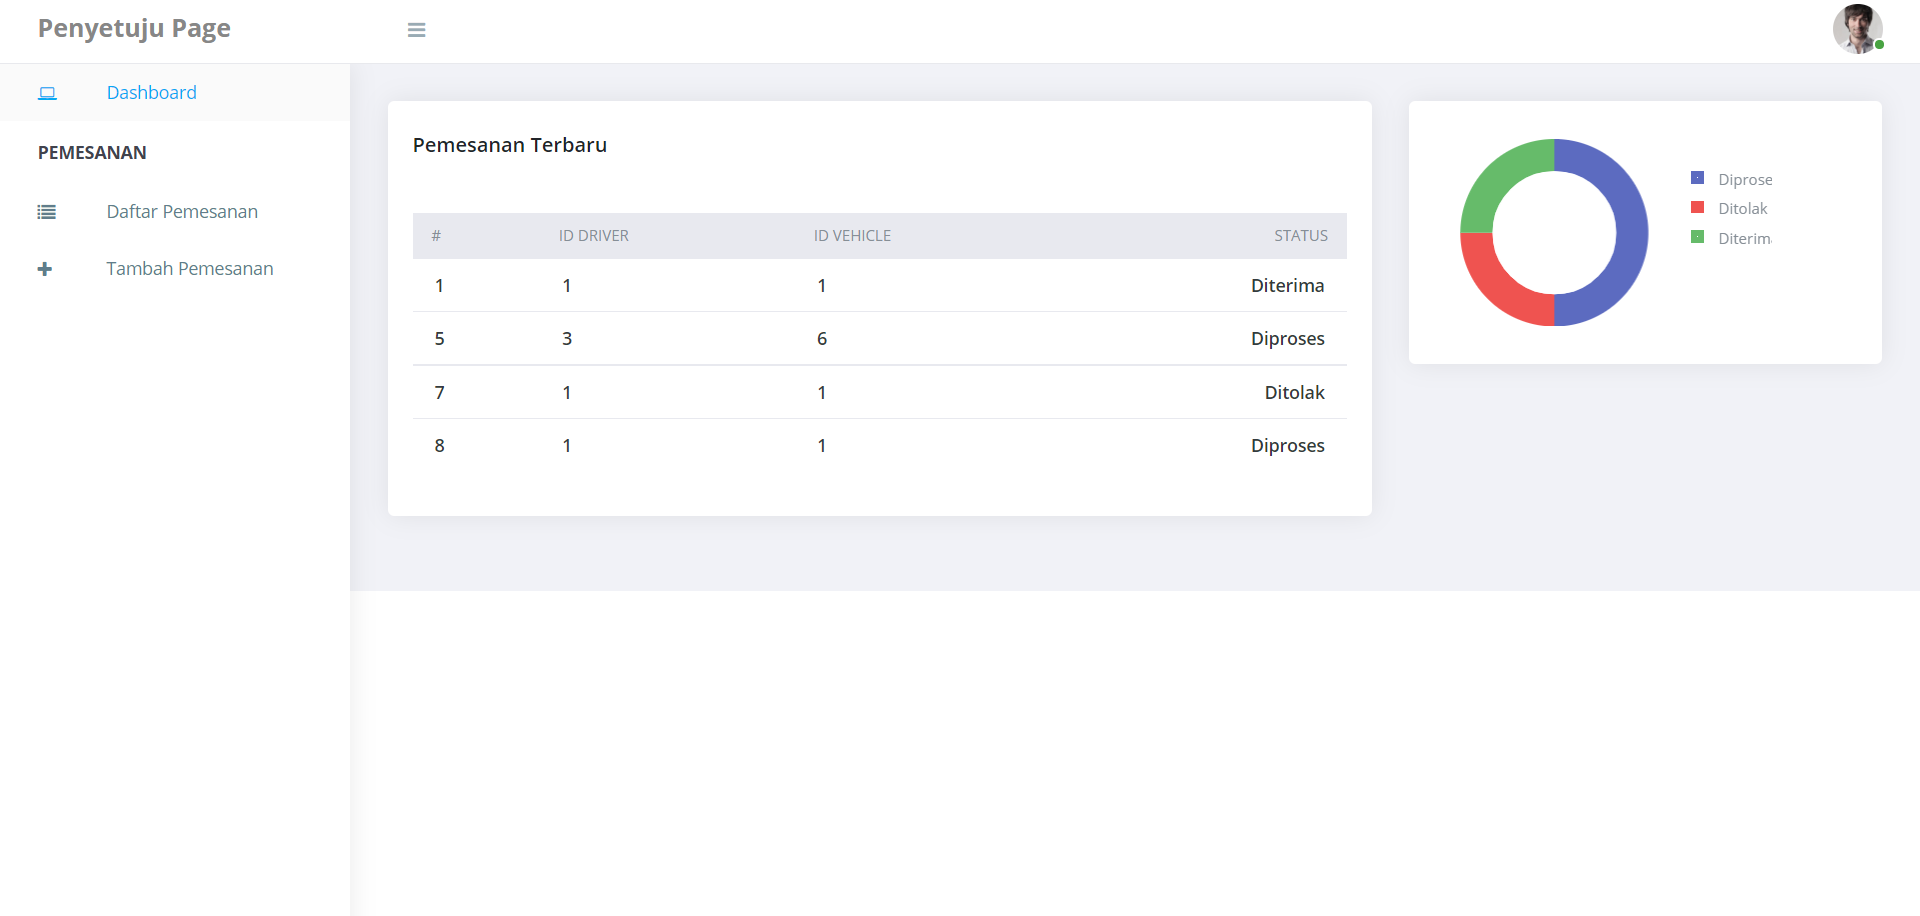 Penyetuju Page
Dashboard
PEMESANAN
Daftar Pemesanan
Tambah Pemesanan
Pemesanan Terbaru
# ID DRIVER ID VEHICLE STATUS
1 1 1 Diterima
5 3 6 Diproses
7 1 1 Ditolak
8 1 1 Diproses
Diprose
Ditolak
Diterim